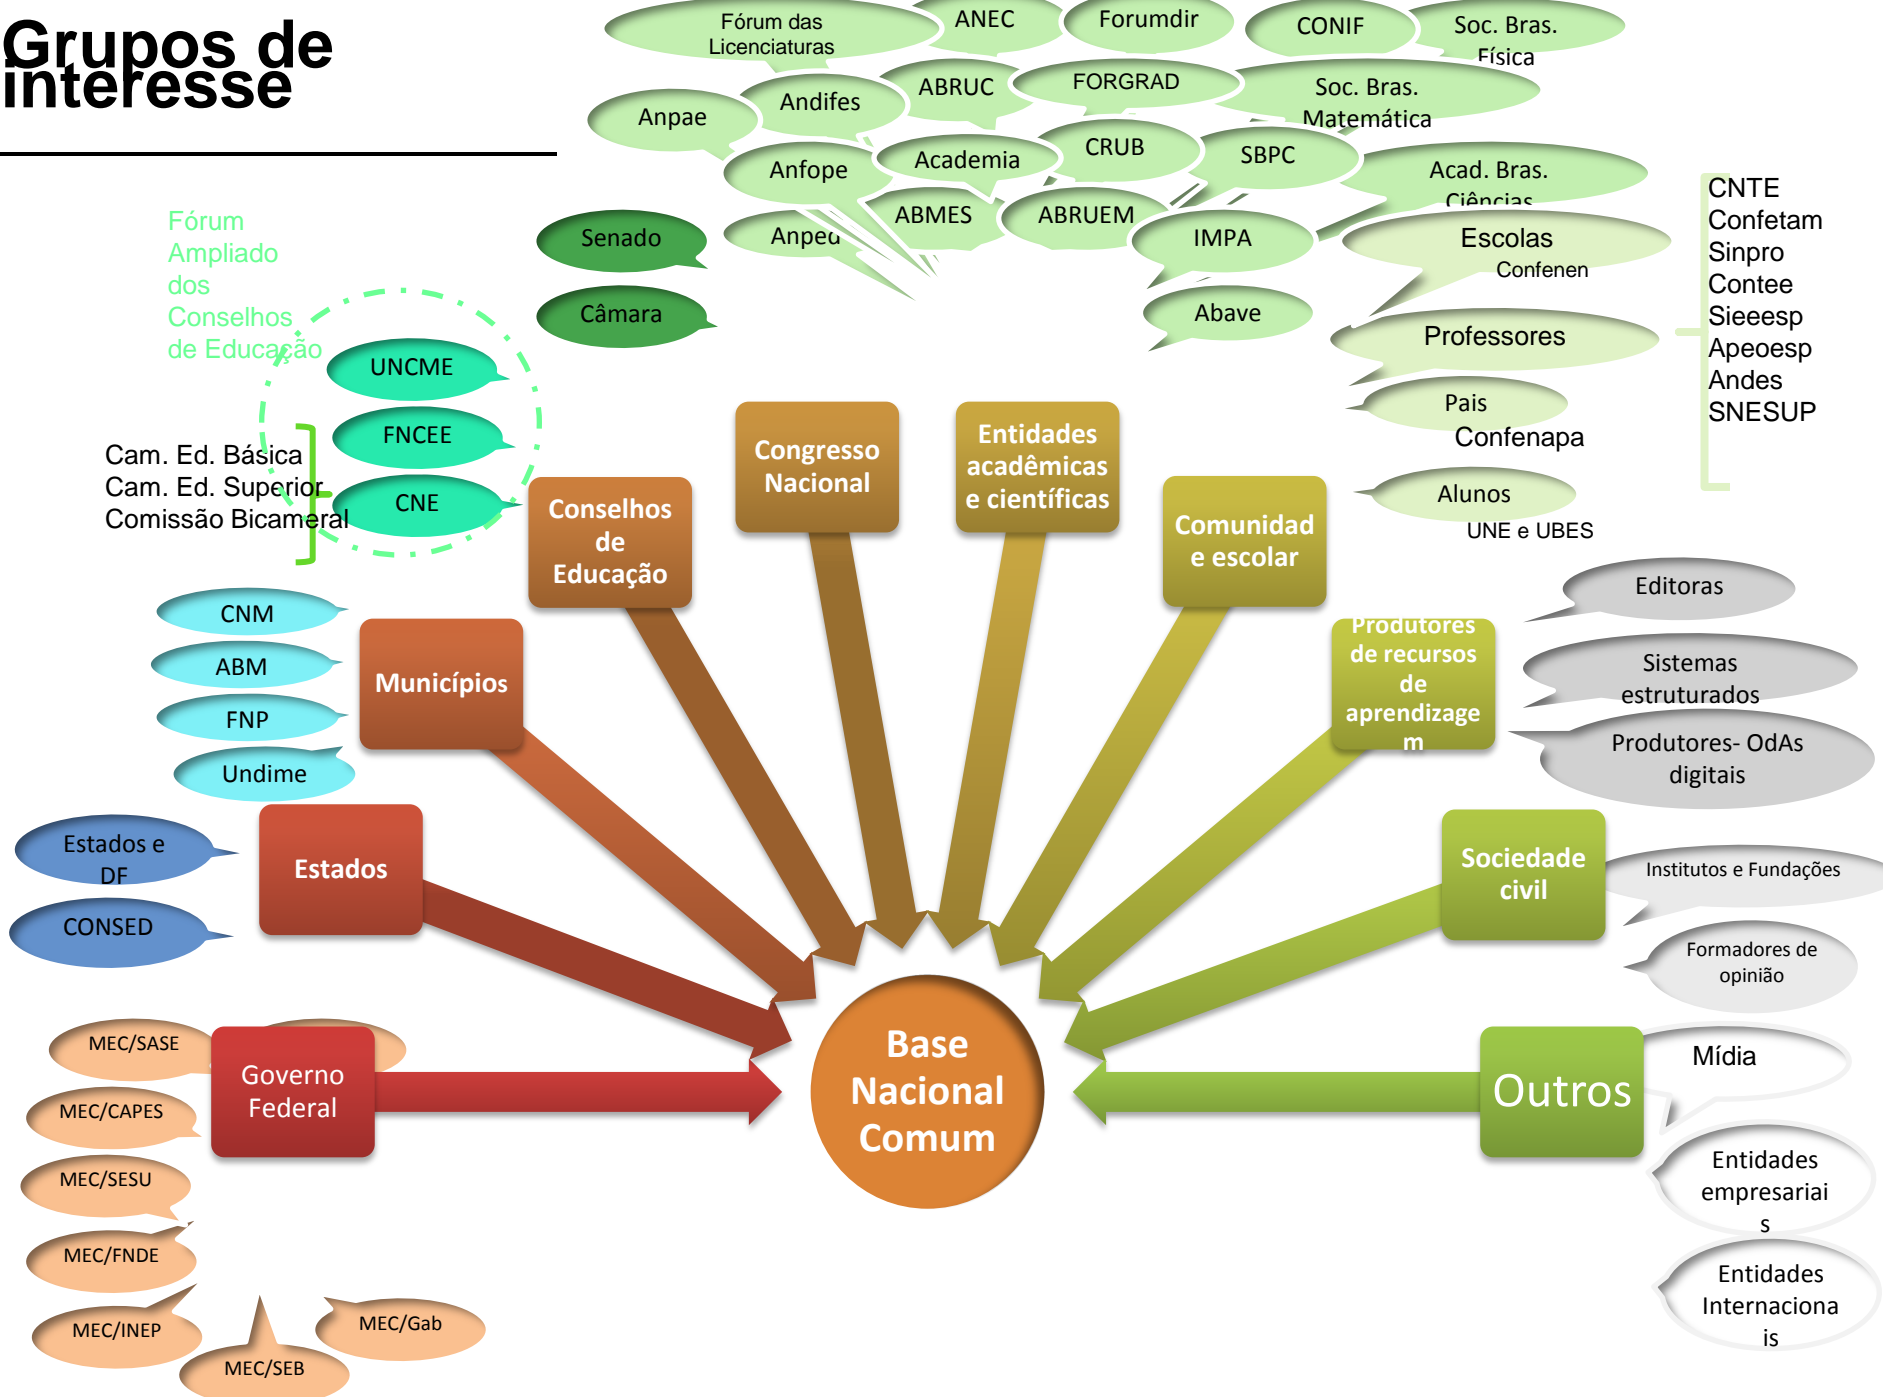 Grupos de
interesse
Fórum das
Licenciaturas
ANEC
Forumdir
CONIF
Soc. Bras.
Física
Anpae
Andifes
ABRUC
FORGRAD
Soc. Bras.
Matemática
Anfope
Academia
CRUB
SBPC
Acad. Bras.
Ciências
Anped
ABMES
ABRUEM
IMPA
Abave
Senado
Câmara
Escolas
Confenen
Professores
Pais
Confenapa
Alunos
UNE e UBES
CNTE
Confetam
Sinpro
Contee
Sieeesp
Apeoesp
Andes
SNESUP
Fórum
Ampliado
dos
Conselhos
de Educação
UNCME
FNCEE
CNE
Cam. Ed. Básica
Cam. Ed. Superior
Comissão Bicameral
Conselhos
de
Educação
Congresso
Nacional
Entidades
acadêmicas
e científicas
Comunidad
e escolar
Produtores
de recursos
de
aprendizage
m
Editoras
Sistemas
estruturados
Produtores- OdAs
digitais
CNM
ABM
FNP
Undime
Municípios
Estados e
DF
CONSED
Estados
Sociedade
civil
Institutos e Fundações
Formadores de
opinião
MEC/SASE
MEC/CAPES
MEC/SESU
MEC/FNDE
MEC/INEP
MEC/SEB
MEC/Gab
Governo
Federal
Base
Nacional
Comum
Outros
Mídia
Entidades
empresariai
s
Entidades
Internaciona
is